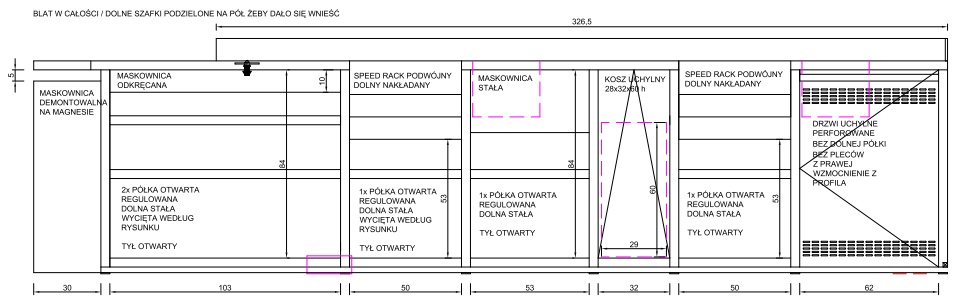 BLAT W CAŁOŚCI / DOLNE SZAFKI PODZIELONE NA PÓŁ ŻEBY DAŁO SIĘ WNIEŚĆ
326,5
5
MASKOWNICA
DEMONTOWALNA
NA MAGNESIE
MASKOWNICA
ODKRĘCANA
10
84
2x PÓŁKA OTWARTA
REGULOWANA
DOLNA STAŁA
WYCIĘTA WEDŁUG
RYSUNKU
TYŁ OTWARTY
SPEED RACK PODWÓJNY
DOLNY NAKŁADANY
53
1x PÓŁKA OTWARTA
REGULOWANA
DOLNA STAŁA
WYCIĘTA WEDŁUG
RYSUNKU
TYŁ OTWARTY
MASKOWNICA
STAŁA
84
1x PÓŁKA OTWARTA
REGULOWANA
DOLNA STAŁA
TYŁ OTWARTY
KOSZ UCHYLNY
28x32x60 h
60
29
SPEED RACK PODWÓJNY
DOLNY NAKŁADANY
53
1x PÓŁKA OTWARTA
REGULOWANA
DOLNA STAŁA
TYŁ OTWARTY
DRZWI UCHYLNE
PERFOROWANE
BEZ DOLNEJ PÓŁKI
BEZ PLECÓW
Z PRAWEJ
WZMOCNIENIE Z
PROFILA
30
103
50
53
32
50
62